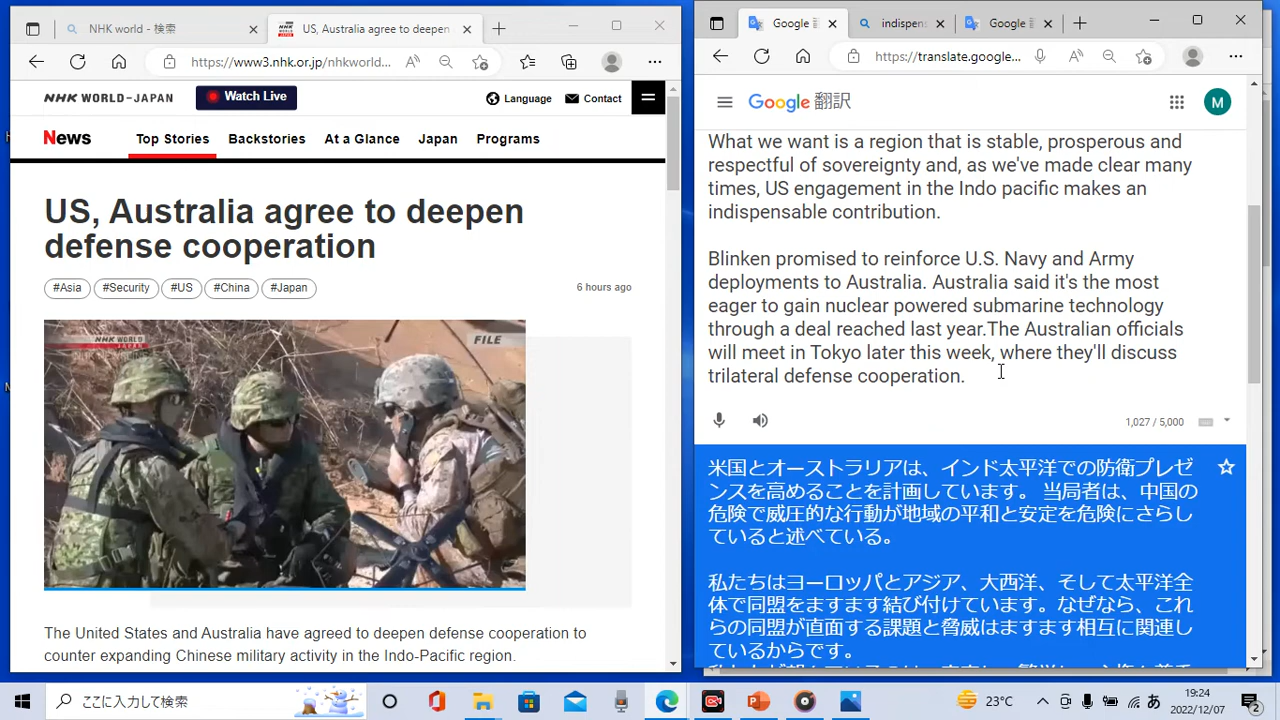 NHK world - 検索
US, Australia agree to deepen
https://www3.nhk.or.jp/nhkworld...
NHK WORLD-JAPAN
Watch Live
Language
Contact
News
Top Stories
Backstories
At a Glance
Japan
Programs
US, Australia agree to deepen
defense cooperation
#Asia
#Security
#US
#China
#Japan
6 hours ago
NHK WORLD
JAPAN
FILE
The United States and Australia have agreed to deepen defense cooperation to
counter expanding Chinese military activity in the Indo-Pacific region.
Google
indispens
Google
https://translate.google...
Google 翻訳
M
What we want is a region that is stable, prosperous and
respectful of sovereignty and, as we've made clear many
times, US engagement in the Indo pacific makes an
indispensable contribution.
Blinken promised to reinforce U.S. Navy and Army
deployments to Australia. Australia said it's the most
eager to gain nuclear powered submarine technology
through a deal reached last year.The Australian officials
will meet in Tokyo later this week, where they'll discuss
trilateral defense cooperation.
1,027 / 5,000
米国とオーストラリアは、インド太平洋での防衛プレゼ
ンスを高めることを計画しています。 当局者は、中国の
危険で威圧的な行動が地域の平和と安定を危険にさらし
ていると述べている。
私たちはヨーロッパとアジア、大西洋、そして太平洋全
体で同盟をますます結び付けています。なぜなら、これ
らの同盟が直面する課題と脅威はますます相互に関連し
ているからです。
ここに入力して検索
23°C
あ
19:24
2022/12/07
2